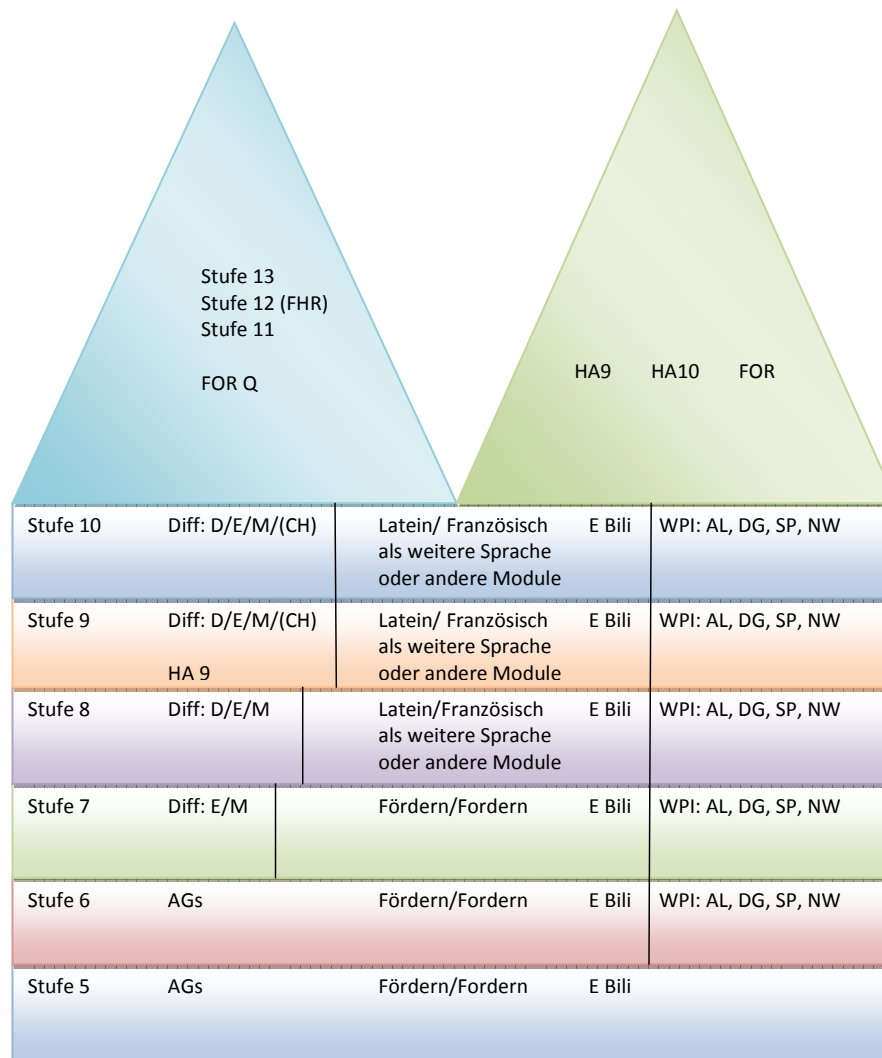 Stufe 13
Stufe 12 (FHR)
Stufe 11
FOR Q
HA9 HA10 FOR
Stufe 10 Diff: D/E/M/(CH) Latein/ Französisch E Bili WPI: AL, DG, SP, NW
als weitere Sprache
oder andere Module
Stufe 9 Diff: D/E/M/(CH) Latein/ Französisch E Bili WPI: AL, DG, SP, NW
als weitere Sprache
HA 9 oder andere Module
Stufe 8 Diff: D/E/M Latein/Französisch E Bili WPI: AL, DG, SP, NW
als weitere Sprache
oder andere Module
Stufe 7 Diff: E/M Fördern/Fordern E Bili WPI: AL, DG, SP, NW
Stufe 6 AGs Fördern/Fordern E Bili WPI: AL, DG, SP, NW
Stufe 5 AGs Fördern/Fordern E Bili